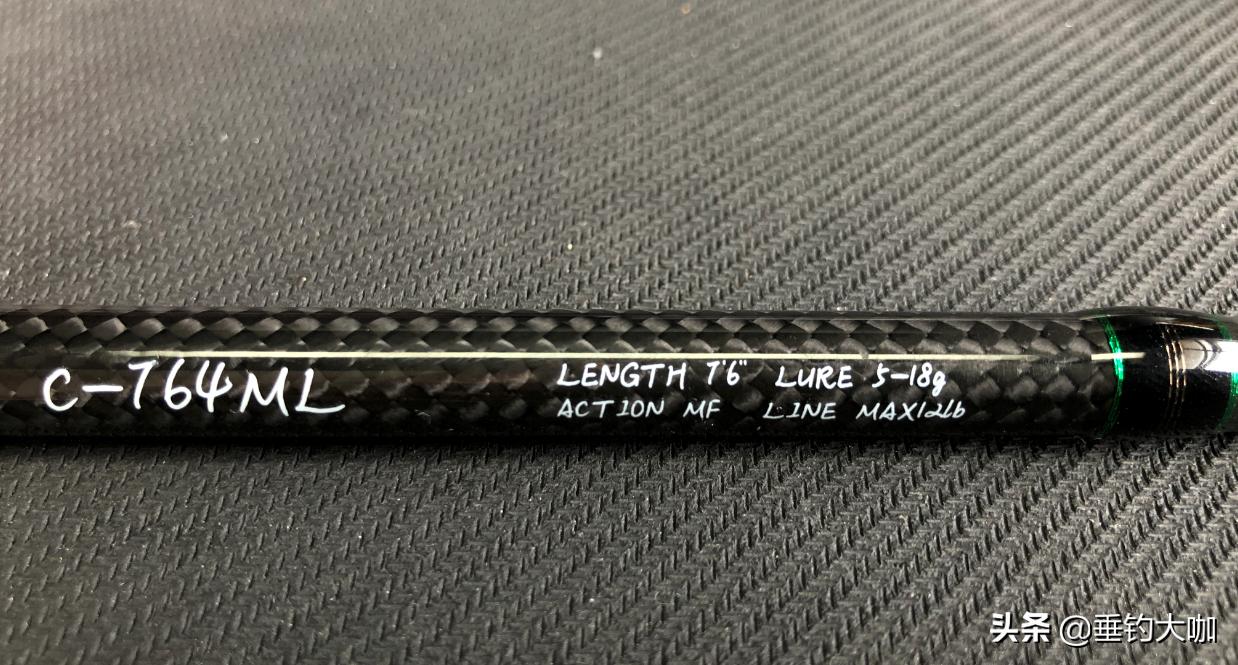 C-764ML
LENGTH 7'6" LURE 5-18g
ACTION MF LINE MAX12lb
头条 @垂钓大咖